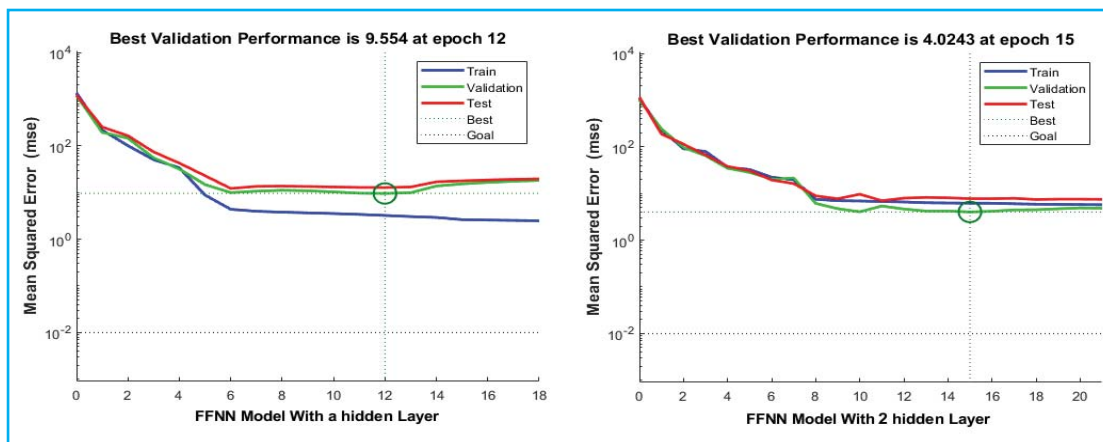 Best Validation Performance is 9.554 at epoch 12
Mean Squared Error (mse)
10^4
10^2
10^0
10^-2
Train
Validation
Test
Best
Goal
0 2 4 6 8 10 12 14 16 18
FFNN Model With a hidden Layer
Best Validation Performance is 4.0243 at epoch 15
Mean Squared Error (mse)
10^4
10^2
10^0
10^-2
Train
Validation
Test
Best
Goal
0 2 4 6 8 10 12 14 16 18 20
FFNN Model With 2 hidden Layer